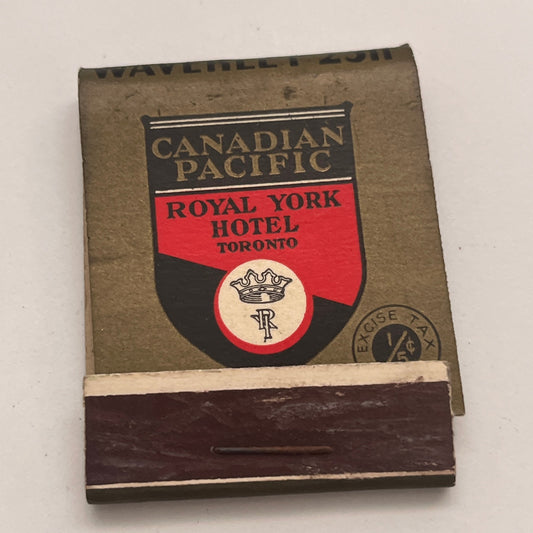 WAVERLEY 2511
CANADIAN
PACIFIC
ROYAL YORK
HOTEL
TORONTO
RY
EXCISE TAX
1/5¢